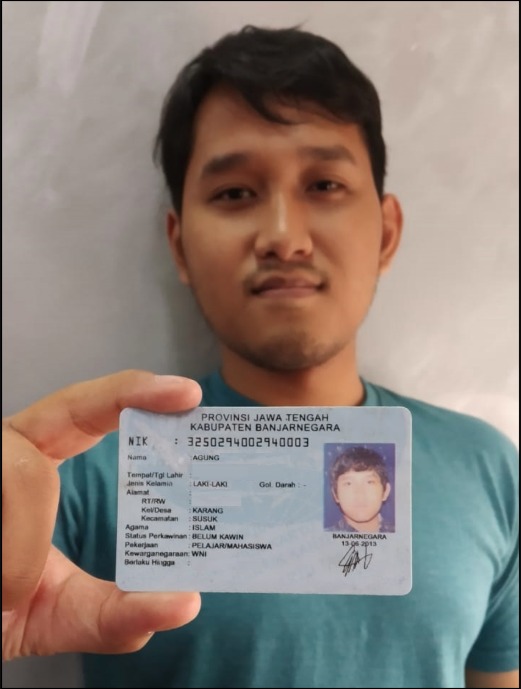 PROVINSI JAWA TENGAH
KABUPATEN BANJARNEGARA
NIK : 3250294002940003
Nama : AGUNG
Tempat/Tgl Lahir :
Jenis Kelamin : LAKI-LAKI Gol. Darah : -
Alamat :
RT/RW :
Kel/Desa : KARANG
Kecamatan : SUSUK
Agama : ISLAM
Status Perkawinan: BELUM KAWIN
Pekerjaan : PELAJAR/MAHASISWA
Kewarganegaraan: WNI
Berlaku Hingga :
BANJARNEGARA
13-06-2013